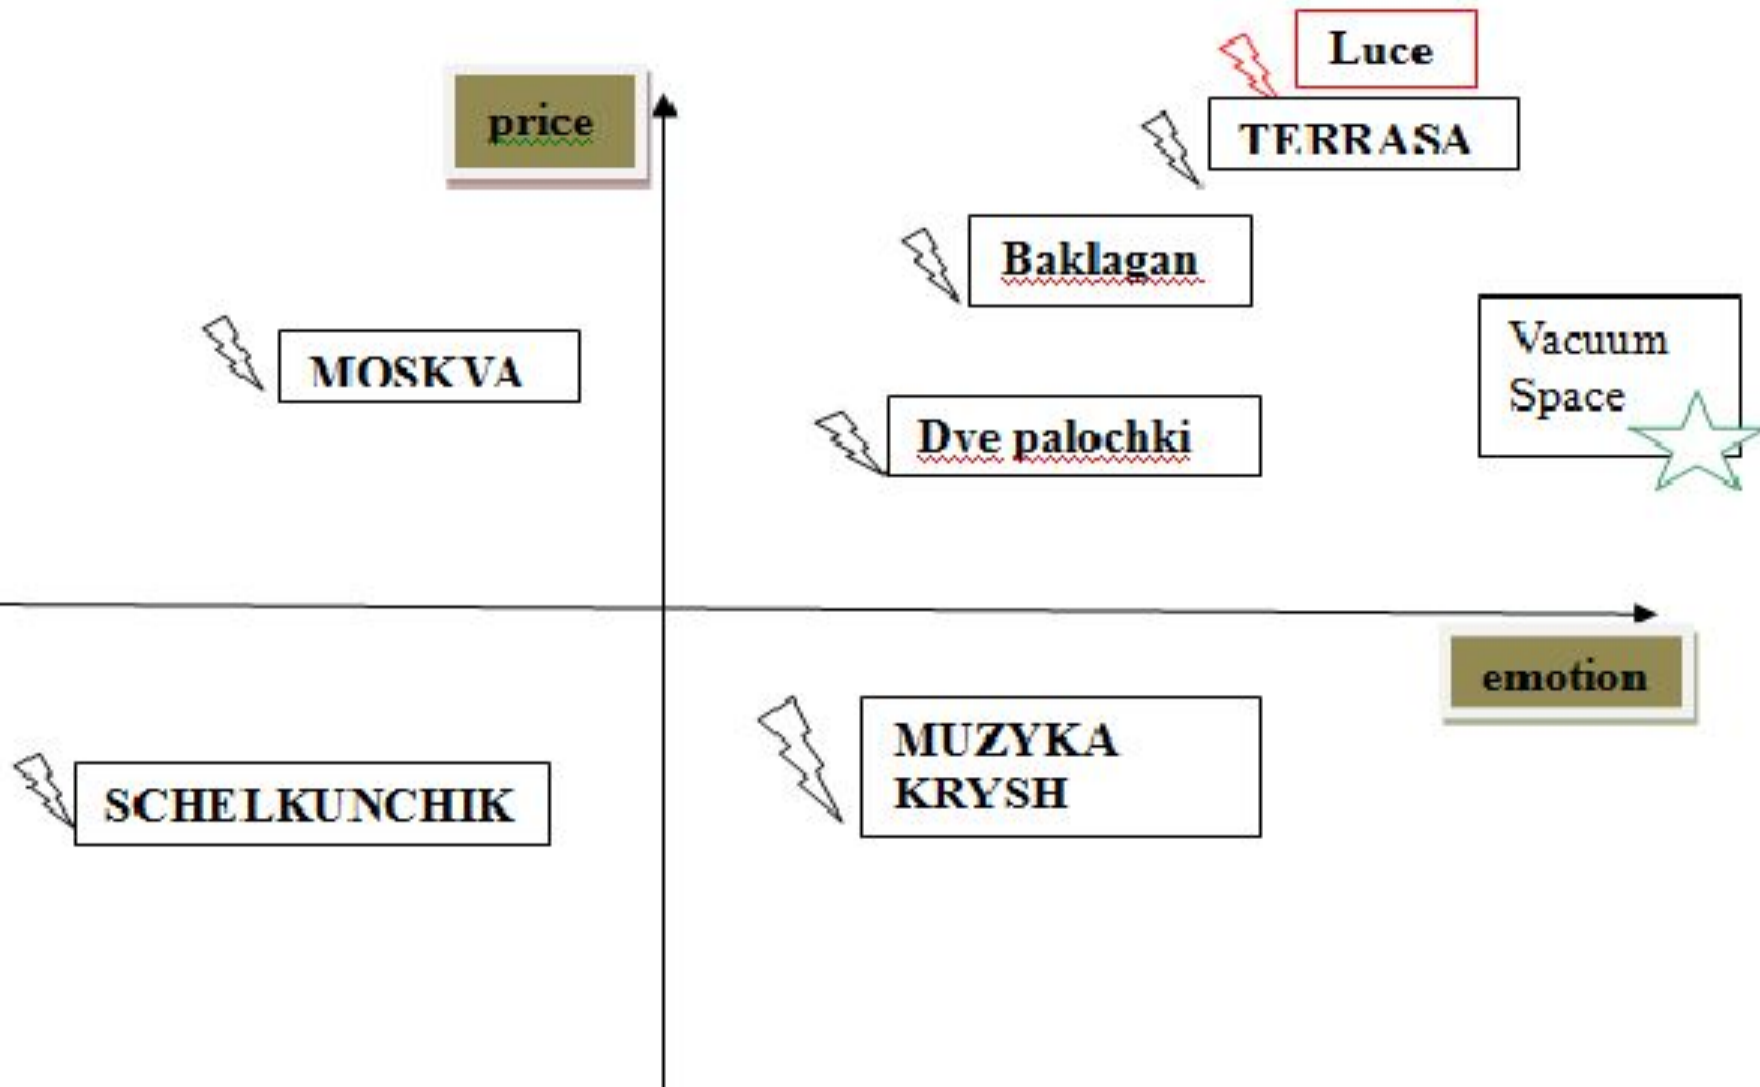 Luce
price
TERRASA
Baklagan
MOSKVA
Vacuum
Space
Dve palochki
emotion
MUZYKA
KRYSH
SCHELKUNCHIK